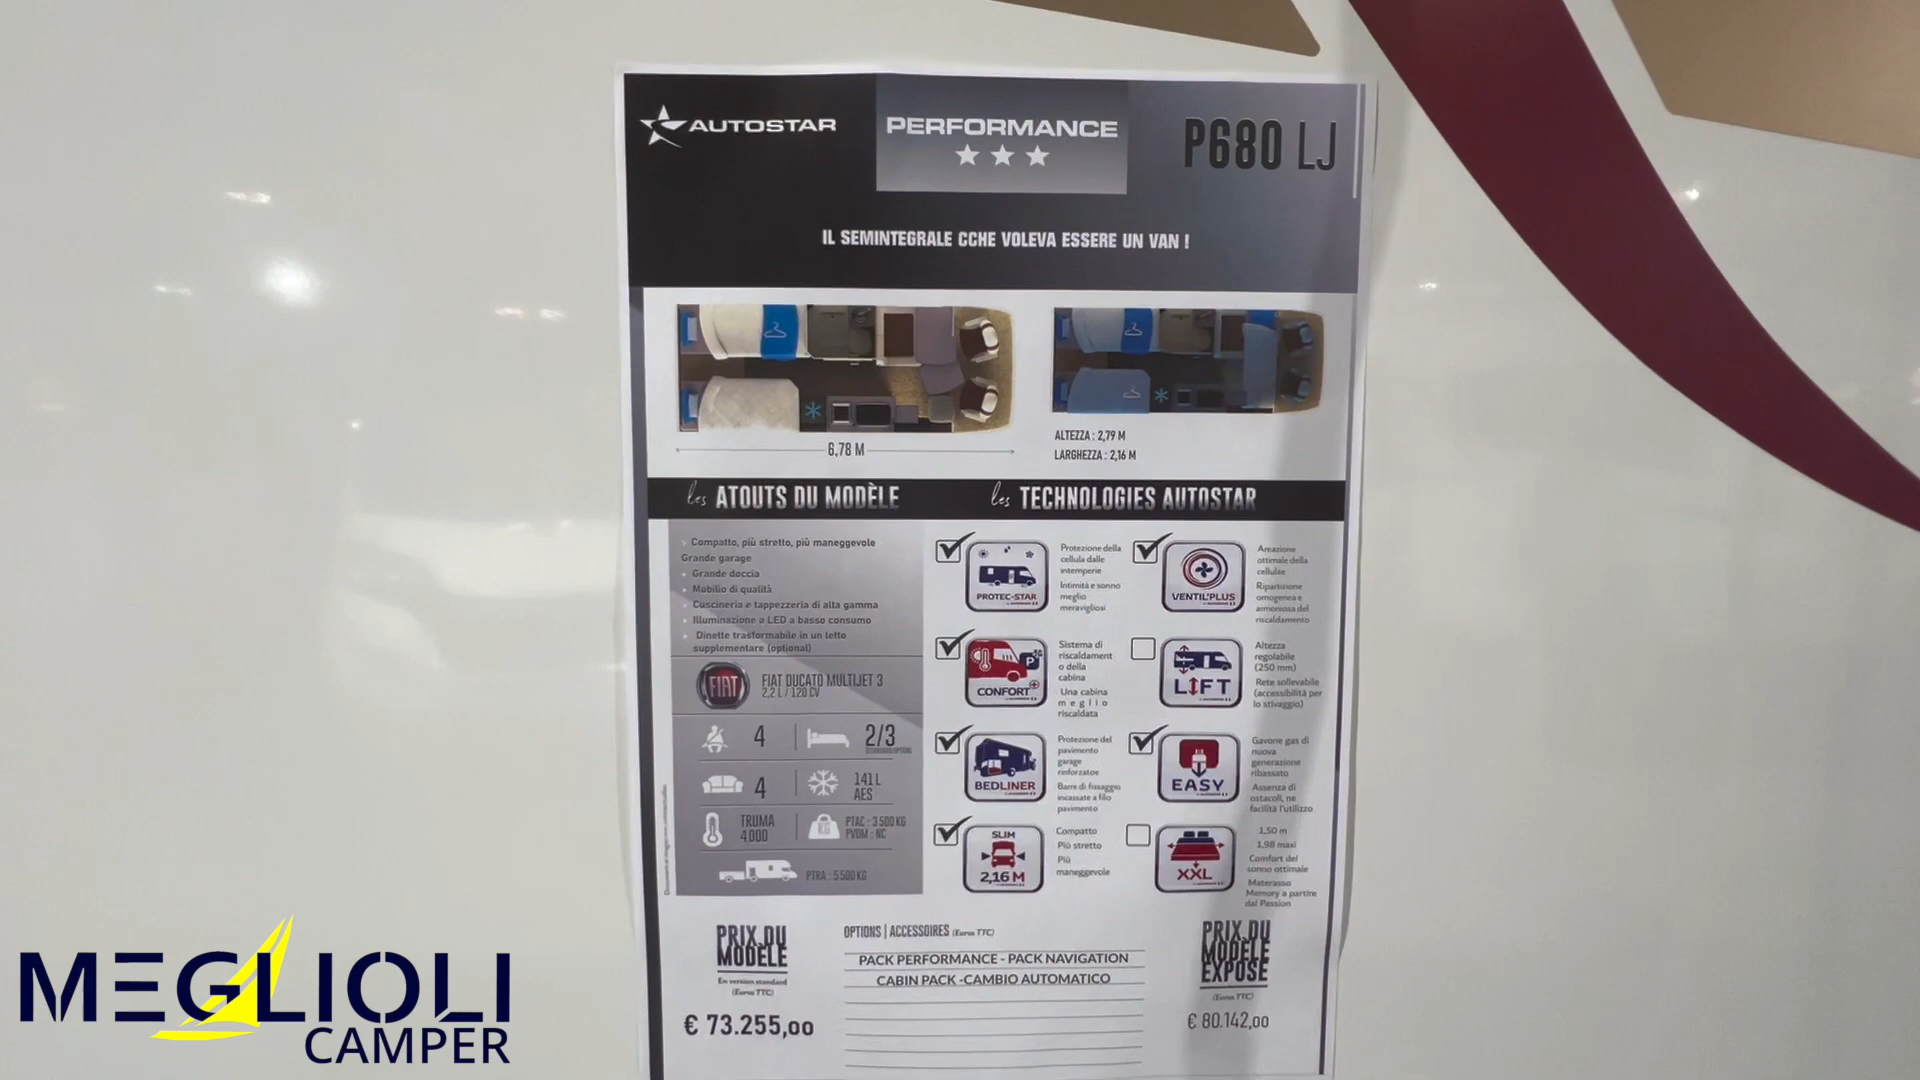 AUTOSTAR
PERFORMANCE
P680 LJ
IL SEMINTEGRALE CCHE VOLEVA ESSERE UN VAN !
6,78 M
ALTEZZA : 2,79 M
LARGHEZZA : 2,16 M
les ATOUTS DU MODÈLE
les TECHNOLOGIES AUTOSTAR
Compatto, più stretto, più maneggevole
Grande garage
Grande doccia
Mobilio di qualità
Cuscineria e tappezzeria di alta gamma
Illuminazione a LED a basso consumo
Dinette trasformabile in un letto
supplementare (optional)
FIAT
FIAT DUCATO MULTIJET 3
2,2 L / 120 CV
4
2/3
4
141 L
AES
TRUMA
4000
KG
PTAC : 3 500 KG
PVOM : NC
PTRA : 5 500 KG
PROTEC-STAR
Protezione della
cellula dalle
intemperie
Intimità e sonno
meglio
meravigliosi
VENTIL'PLUS
Areazione
ottimale della
cellulae
Ripartizione
omogenea e
armoniosa del
riscaldamento
P
CONFORT+
Sistema di
riscaldament
o della
cabina
Una cabina
meglio
riscaldata
LIFT
Altezza
regolabile
(250 mm)
Rete sollevabile
(accessibilità per
lo stivaggio)
BEDLINER
Protezione del
pavimento
garage
rinforzatoe
Barre di fissaggio
incassate a filo
pavimento
EASY
Gavone gas di
nuova
generazione
ribassato
Assenza di
ostacoli, ne
facilità l'utilizzo
SLIM
2,16 M
Compatto
Più stretto
Più
maneggevole
XXL
1,50 m
1,98 maxi
Comfort del
sonno ottimale
Materasso
Memory a partire
dal Passion
PRIX DU
MODÈLE
En version standard
(Euros TTC)
€ 73.255,00
OPTIONS | ACCESSOIRES (Euros TTC)
PACK PERFORMANCE - PACK NAVIGATION
CABIN PACK -CAMBIO AUTOMATICO
PRIX DU
MODÈLE
EXPOSÉ
(Euros TTC)
€ 80.142,00
MEGLIOLI
CAMPER